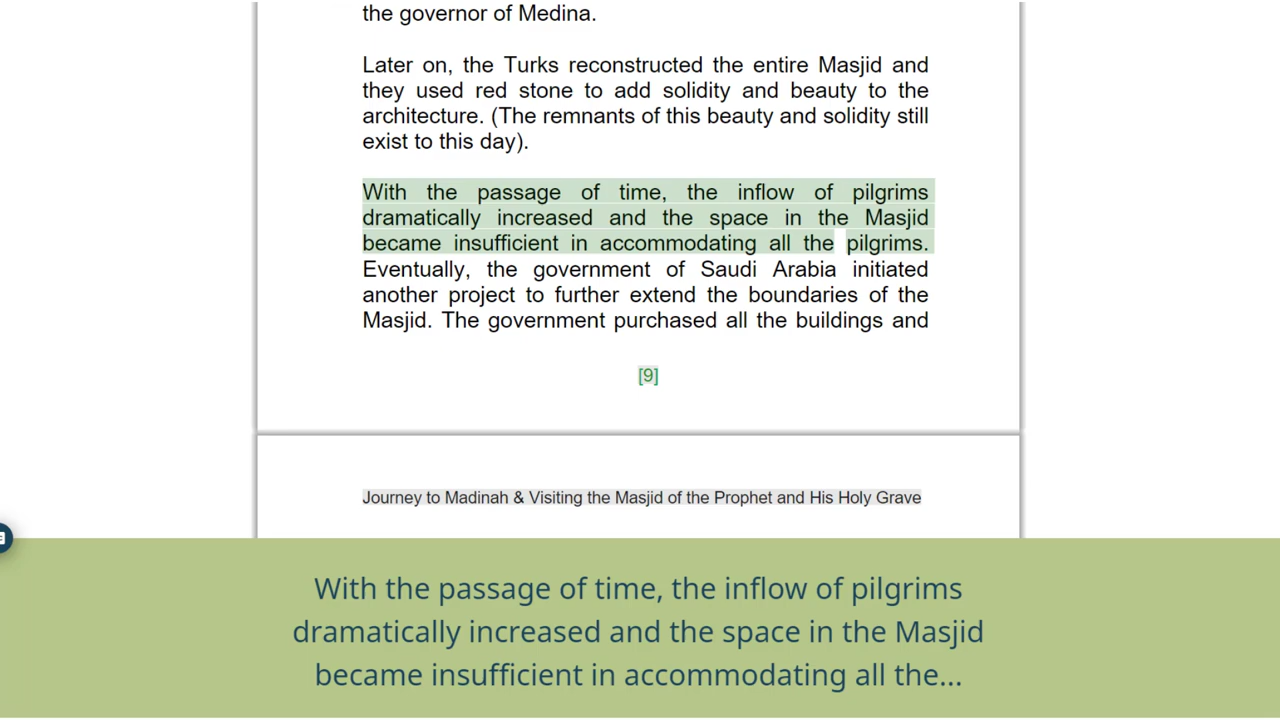 the governor of Medina.
Later on, the Turks reconstructed the entire Masjid and
they used red stone to add solidity and beauty to the
architecture. (The remnants of this beauty and solidity still
exist to this day).
With the passage of time, the inflow of pilgrims
dramatically increased and the space in the Masjid
became insufficient in accommodating all the pilgrims.
Eventually, the government of Saudi Arabia initiated
another project to further extend the boundaries of the
Masjid. The government purchased all the buildings and
[9]
Journey to Madinah & Visiting the Masjid of the Prophet and His Holy Grave
With the passage of time, the inflow of pilgrims
dramatically increased and the space in the Masjid
became insufficient in accommodating all the...